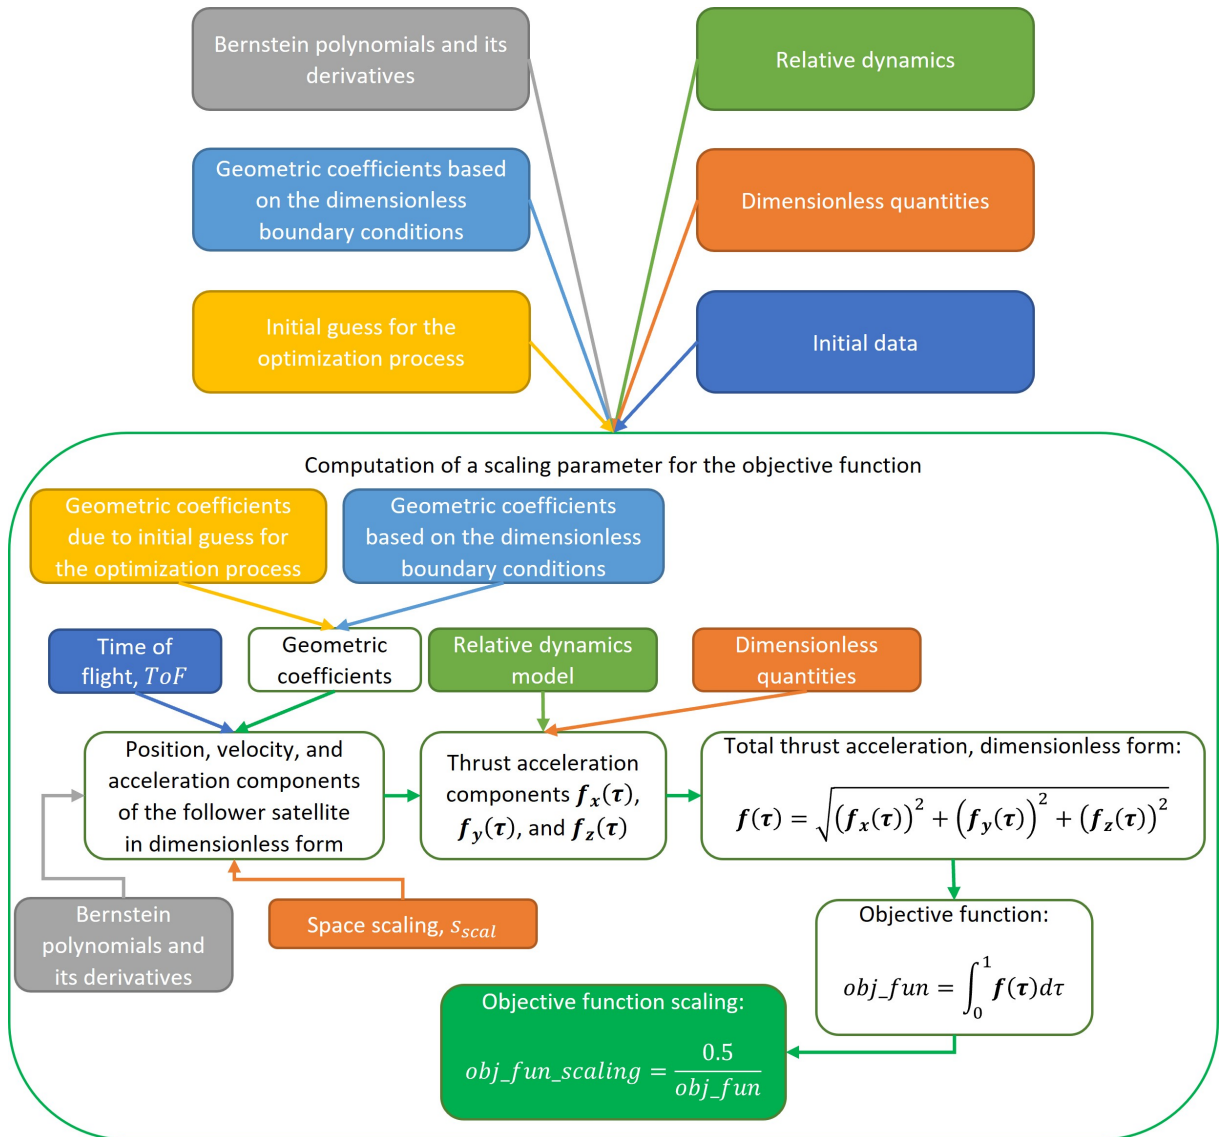 Bernstein polynomials and its
derivatives
Relative dynamics
Geometric coefficients based
on the dimensionless
boundary conditions
Dimensionless quantities
Initial guess for the
optimization process
Initial data
Computation of a scaling parameter for the objective function
Geometric coefficients
due to initial guess for
the optimization process
Geometric coefficients
based on the dimensionless
boundary conditions
Time of
flight, ToF
Geometric
coefficients
Relative dynamics
model
Dimensionless
quantities
Position, velocity, and
acceleration components
of the follower satellite
in dimensionless form
Thrust acceleration
components f_x(τ),
f_y(τ), and f_z(τ)
Total thrust acceleration, dimensionless form:
f(τ) = √((f_x(τ))² + (f_y(τ))² + (f_z(τ))²)
Bernstein
polynomials and
its derivatives
Space scaling, s_scal
Objective function:
obj_fun = ∫₀¹ f(τ)dτ
Objective function scaling:
obj_fun_scaling = 0.5 / obj_fun